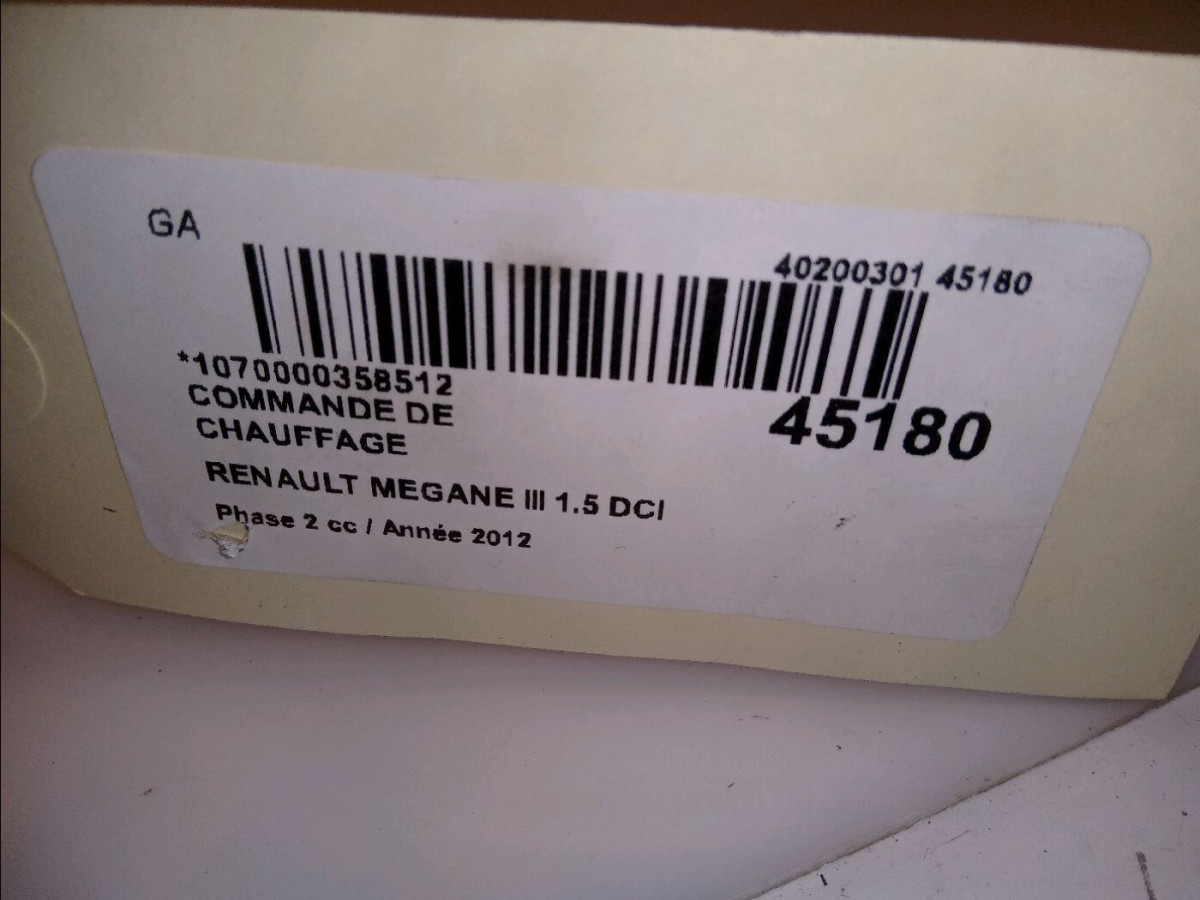 GA
40200301 45180
*1070000358512
45180
COMMANDE DE
CHAUFFAGE
RENAULT MEGANE III 1.5 DCI
Phase 2 cc / Année 2012